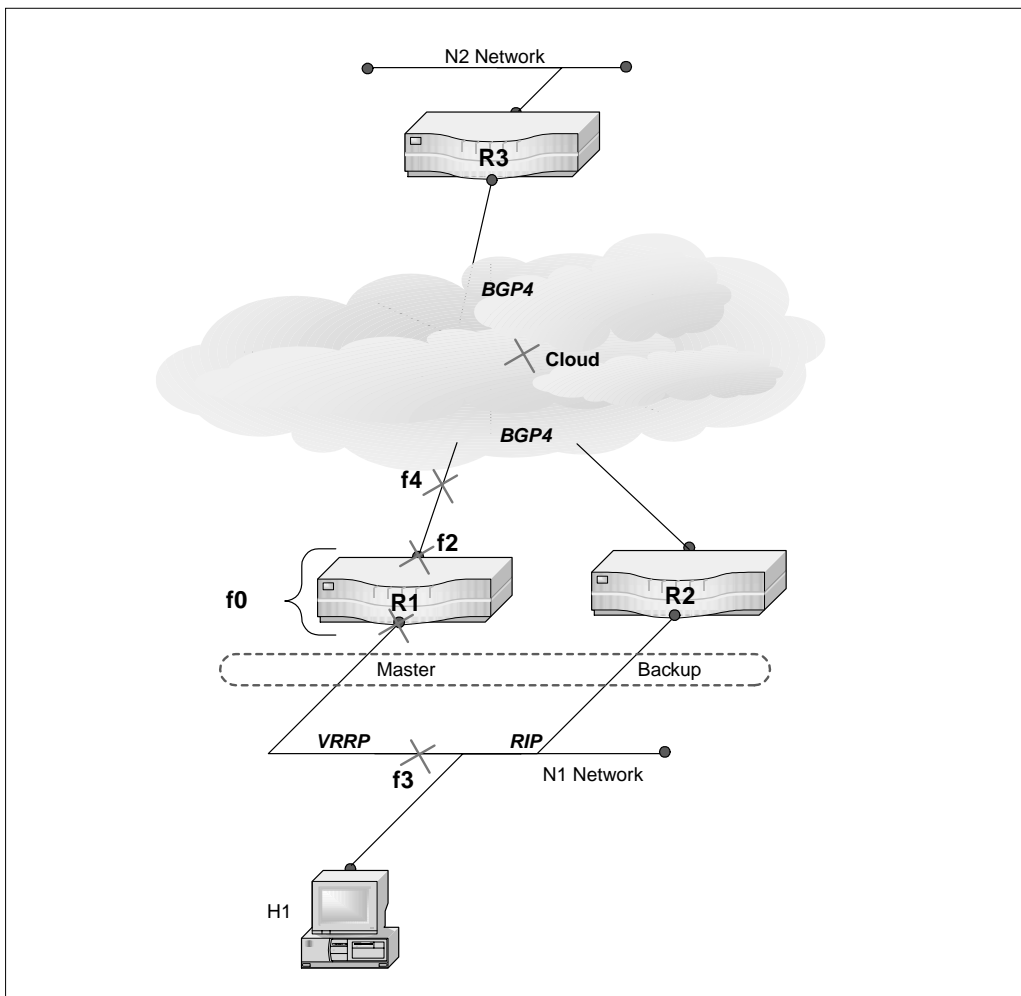 N2 Network
R3
BGP4
Cloud
BGP4
f4
f2
f0
R1
R2
Master
Backup
VRRP
RIP
f3
N1 Network
H1